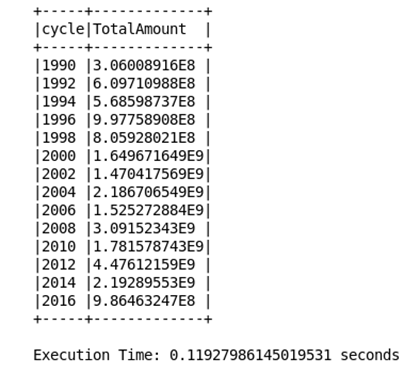 +-----+-------------+
|cycle|TotalAmount  |
+-----+-------------+
|1990 |3.06008916E8 |
|1992 |6.09710988E8 |
|1994 |5.68598737E8 |
|1996 |9.97758908E8 |
|1998 |8.05928021E8 |
|2000 |1.649671649E9|
|2002 |1.470417569E9|
|2004 |2.186706549E9|
|2006 |1.525272884E9|
|2008 |3.09152343E9 |
|2010 |1.781578743E9|
|2012 |4.47612159E9 |
|2014 |2.19289553E9 |
|2016 |9.86463247E8 |
+-----+-------------+
Execution Time: 0.11927986145019531 seconds